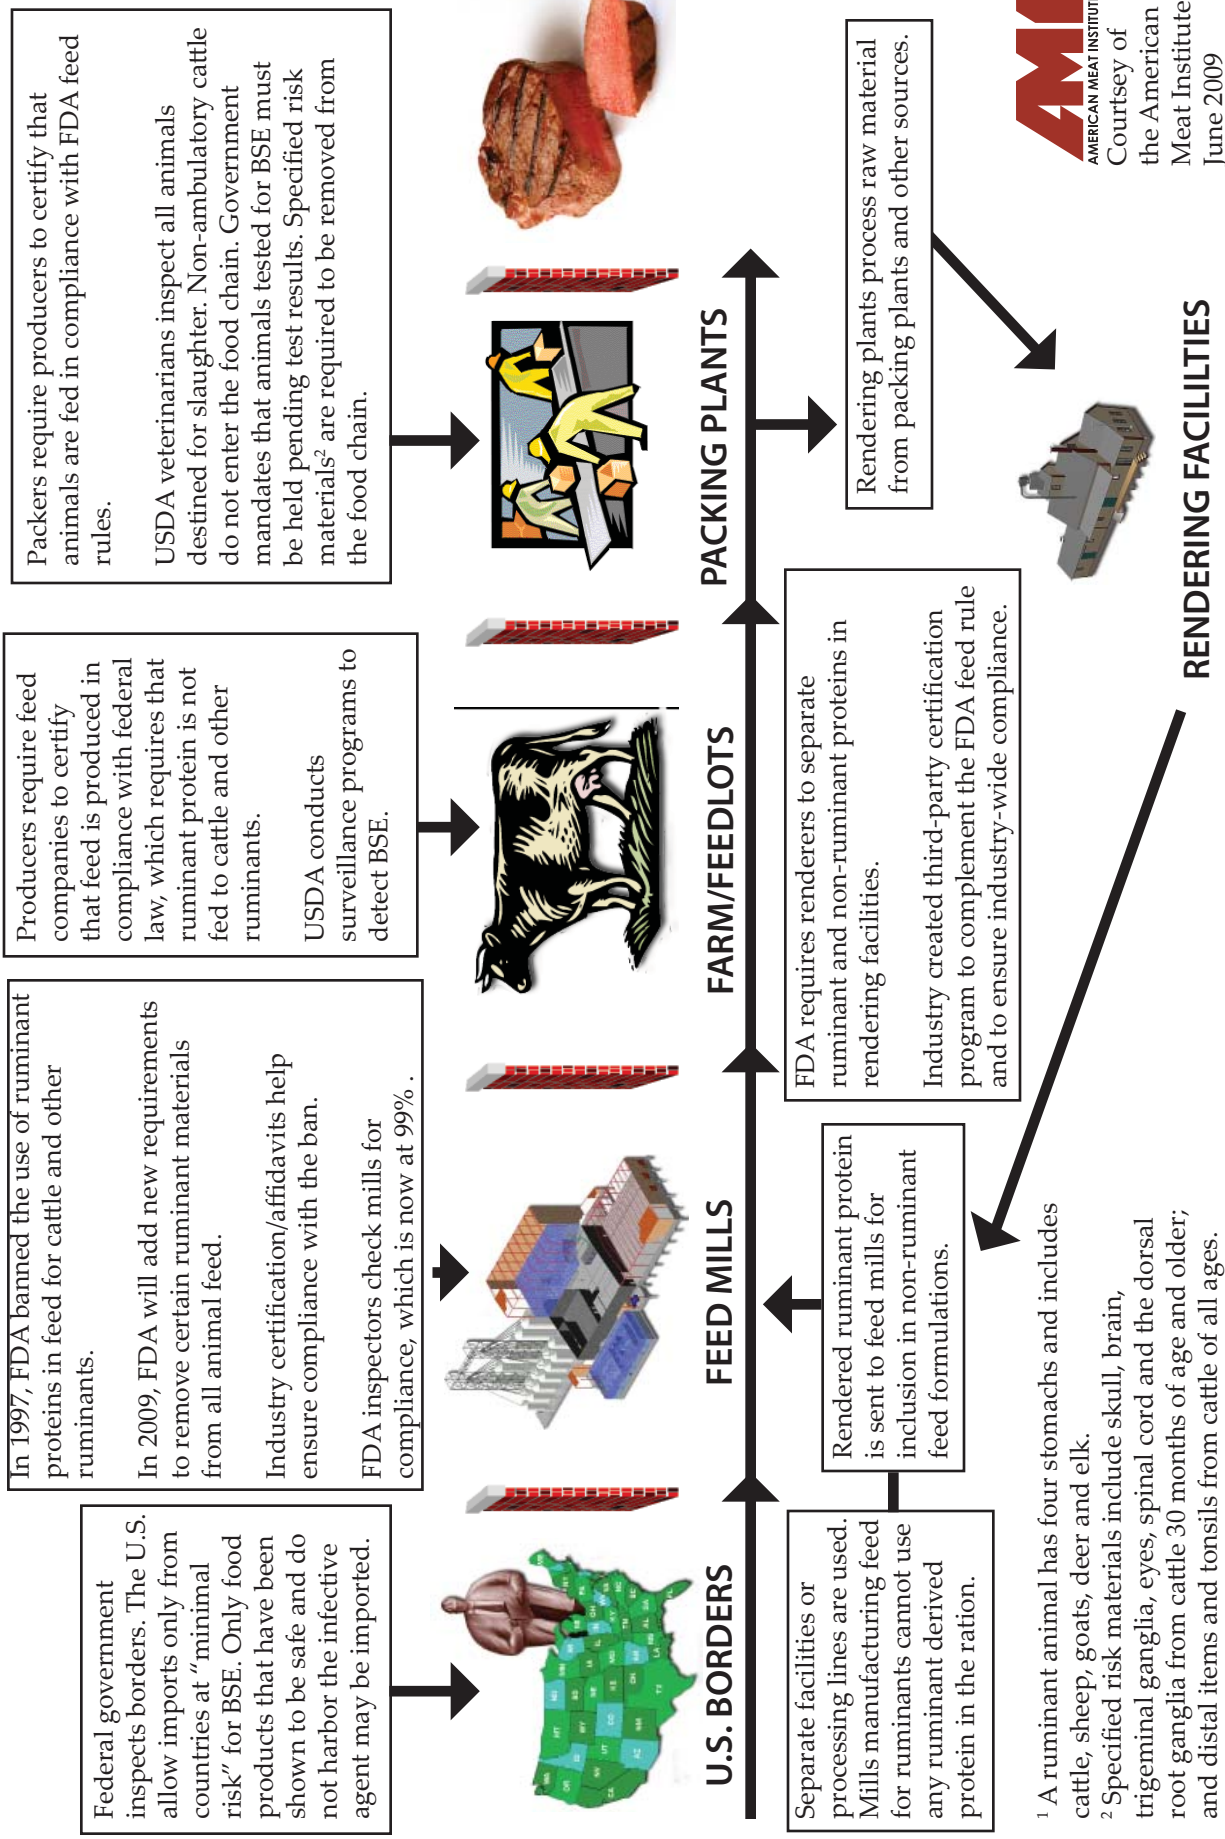 Federal government
inspects borders. The U.S.
allow imports only from
countries at “minimal
risk” for BSE. Only food
products that have been
shown to be safe and do
not harbor the infective
agent may be imported.
In 1997, FDA banned the use of ruminant
proteins in feed for cattle and other
ruminants.
In 2009, FDA will add new requirements
to remove certain ruminant materials
from all animal feed.
Industry certification/affidavits help
ensure compliance with the ban.
FDA inspectors check mills for
compliance, which is now at 99% .
Producers require feed
companies to certify
that feed is produced in
compliance with federal
law, which requires that
ruminant protein is not
fed to cattle and other
ruminants.
USDA conducts
surveillance programs to
detect BSE.
Packers require producers to certify that
animals are fed in compliance with FDA feed
rules.
USDA veterinarians inspect all animals
destined for slaughter. Non-ambulatory cattle
do not enter the food chain. Government
mandates that animals tested for BSE must
be held pending test results. Specified risk
materials² are required to be removed from
the food chain.
U.S. BORDERS
FEED MILLS
FARM/FEEDLOTS
PACKING PLANTS
Separate facilities or
processing lines are used.
Mills manufacturing feed
for ruminants cannot use
any ruminant derived
protein in the ration.
Rendered ruminant protein
is sent to feed mills for
inclusion in non-ruminant
feed formulations.
FDA requires renderers to separate
ruminant and non-ruminant proteins in
rendering facilities.
Industry created third-party certification
program to complement the FDA feed rule
and to ensure industry-wide compliance.
Rendering plants process raw material
from packing plants and other sources.
RENDERING FACILILTIES
¹ A ruminant animal has four stomachs and includes
cattle, sheep, goats, deer and elk.
² Specified risk materials include skull, brain,
trigeminal ganglia, eyes, spinal cord and the dorsal
root ganglia from cattle 30 months of age and older;
and distal items and tonsils from cattle of all ages.
AMI
AMERICAN MEAT INSTITUTE
Courtsey of
the American
Meat Institute
June 2009